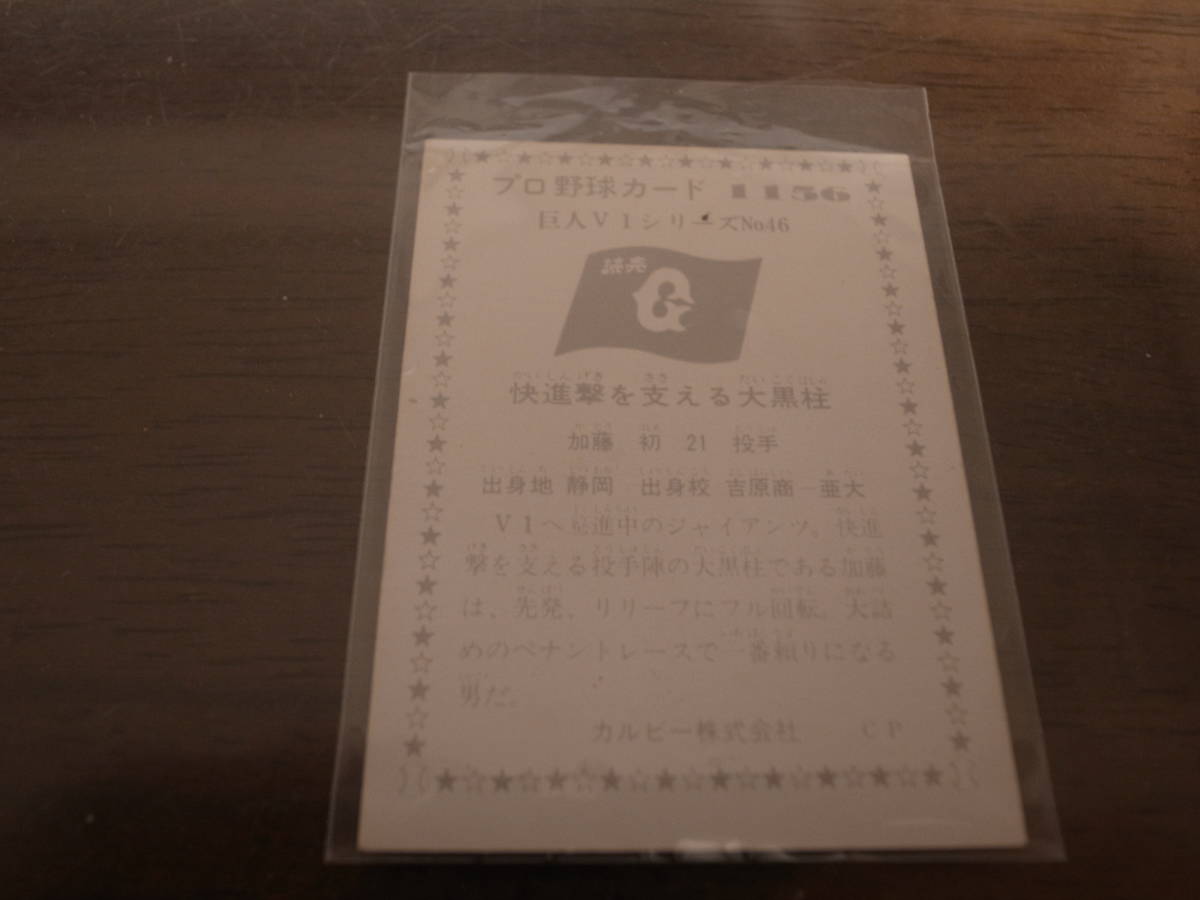 プロ野球カード 1156
巨人V1シリーズNo.46
読売
G
快進撃を支える大黒柱
加藤 初 21 投手
出身地 静岡 出身校 吉原商―亜大
V1へ驀進中のジャイアンツ。快進
撃を支える投手陣の大黒柱である加藤
は、先発、リリーフにフル回転。大詰
めのペナントレースで一番頼りになる
男だ。
カルビー株式会社 CP